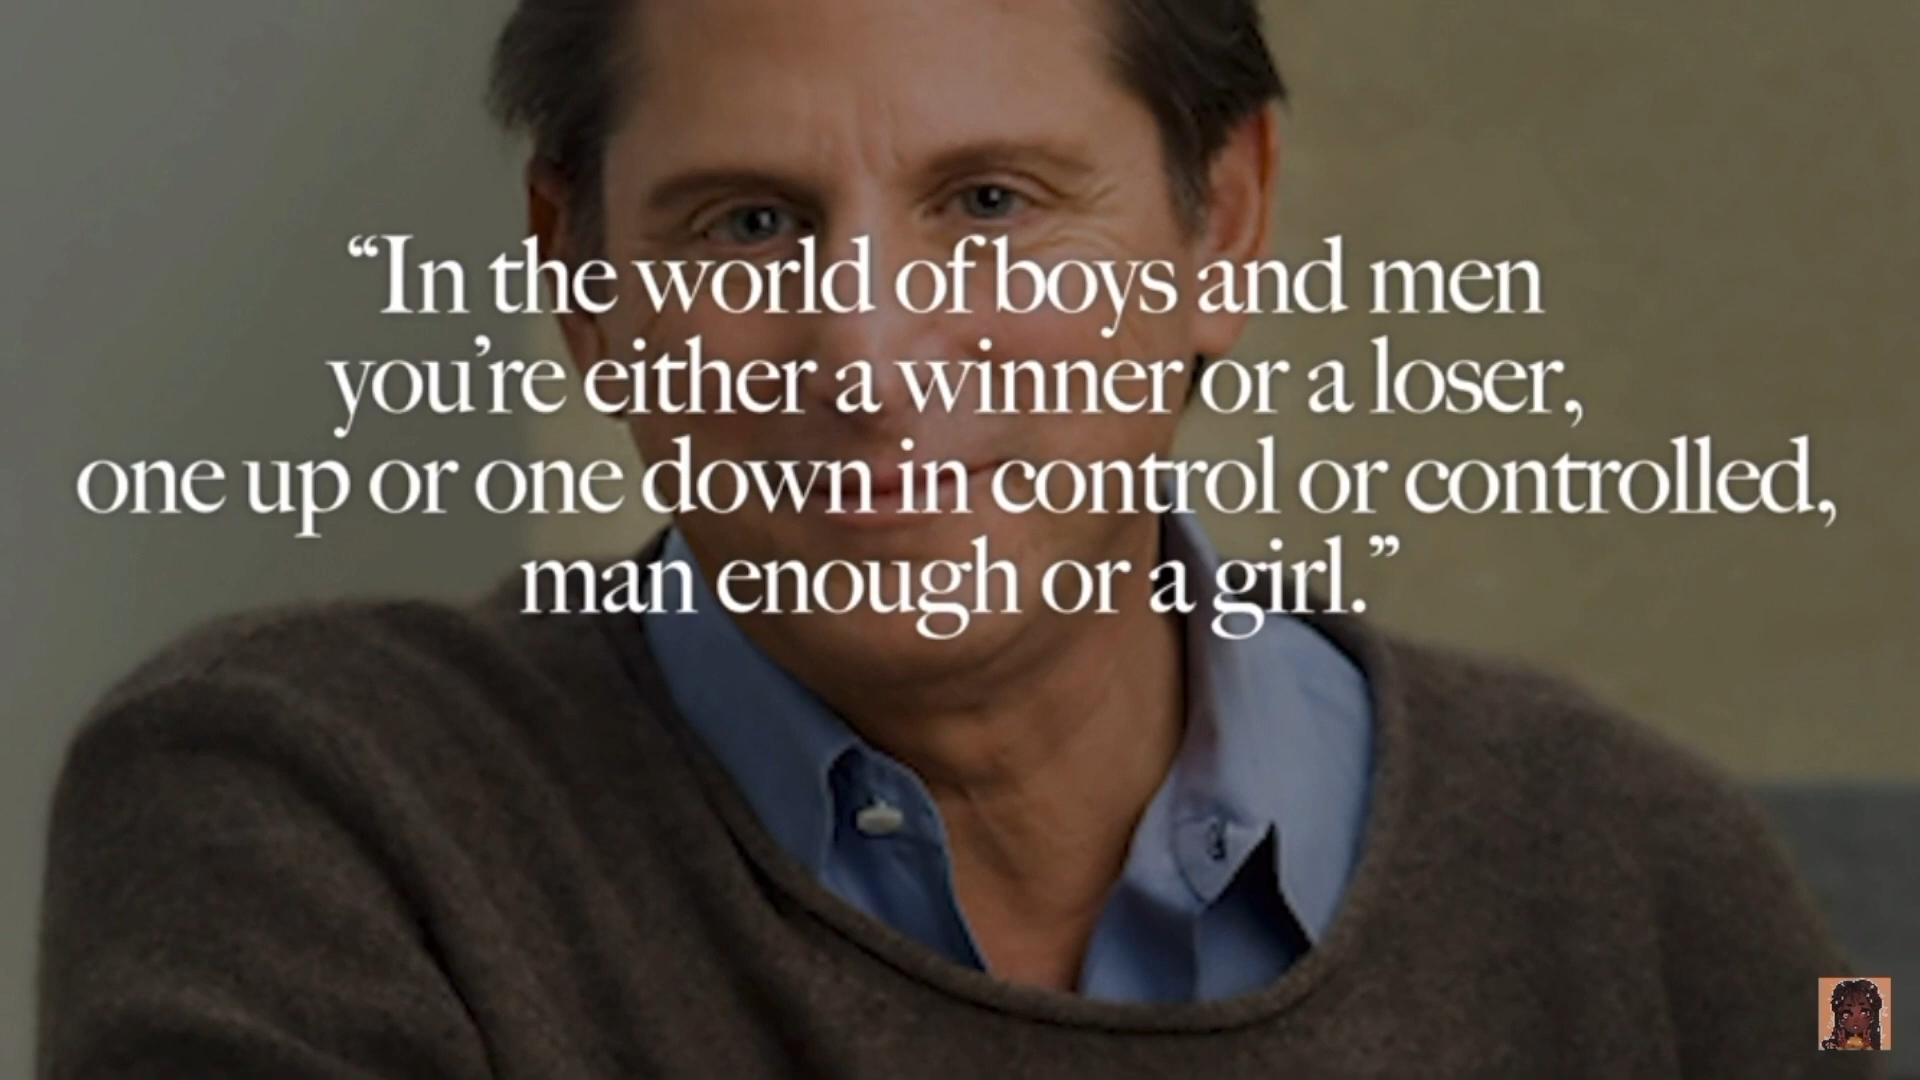 “In the world of boys and men
you’re either a winner or a loser,
one up or one down in control or controlled,
man enough or a girl.”